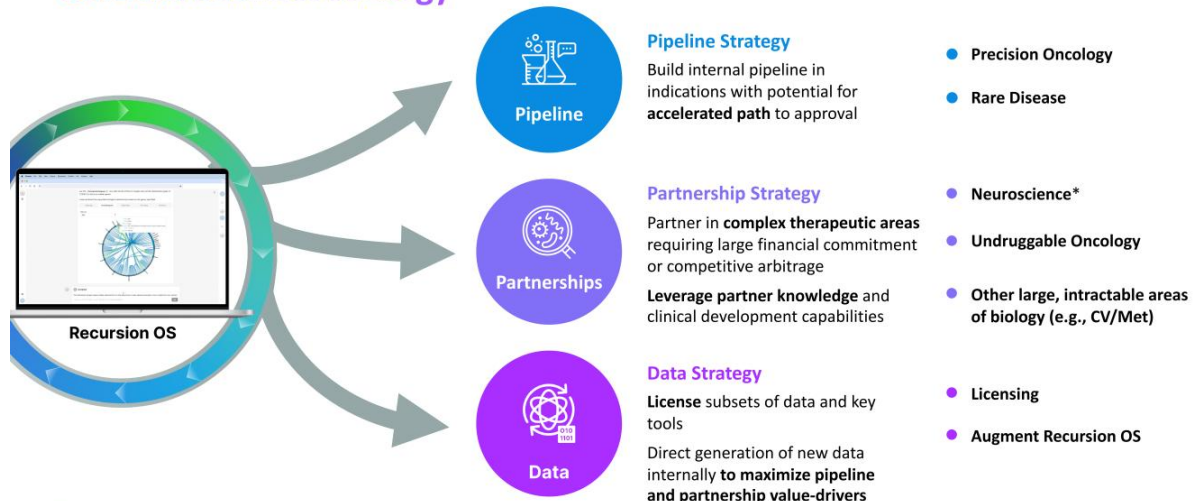 Pipeline
Pipeline Strategy
Build internal pipeline in
indications with potential for
accelerated path to approval
Precision Oncology
Rare Disease
Recursion OS
Partnerships
Partnership Strategy
Partner in complex therapeutic areas
requiring large financial commitment
or competitive arbitrage
Leverage partner knowledge and
clinical development capabilities
Neuroscience*
Undruggable Oncology
Other large, intractable areas
of biology (e.g., CV/Met)
010
1101
Data
Data Strategy
License subsets of data and key
tools
Direct generation of new data
internally to maximize pipeline
and partnership value-drivers
Licensing
Augment Recursion OS